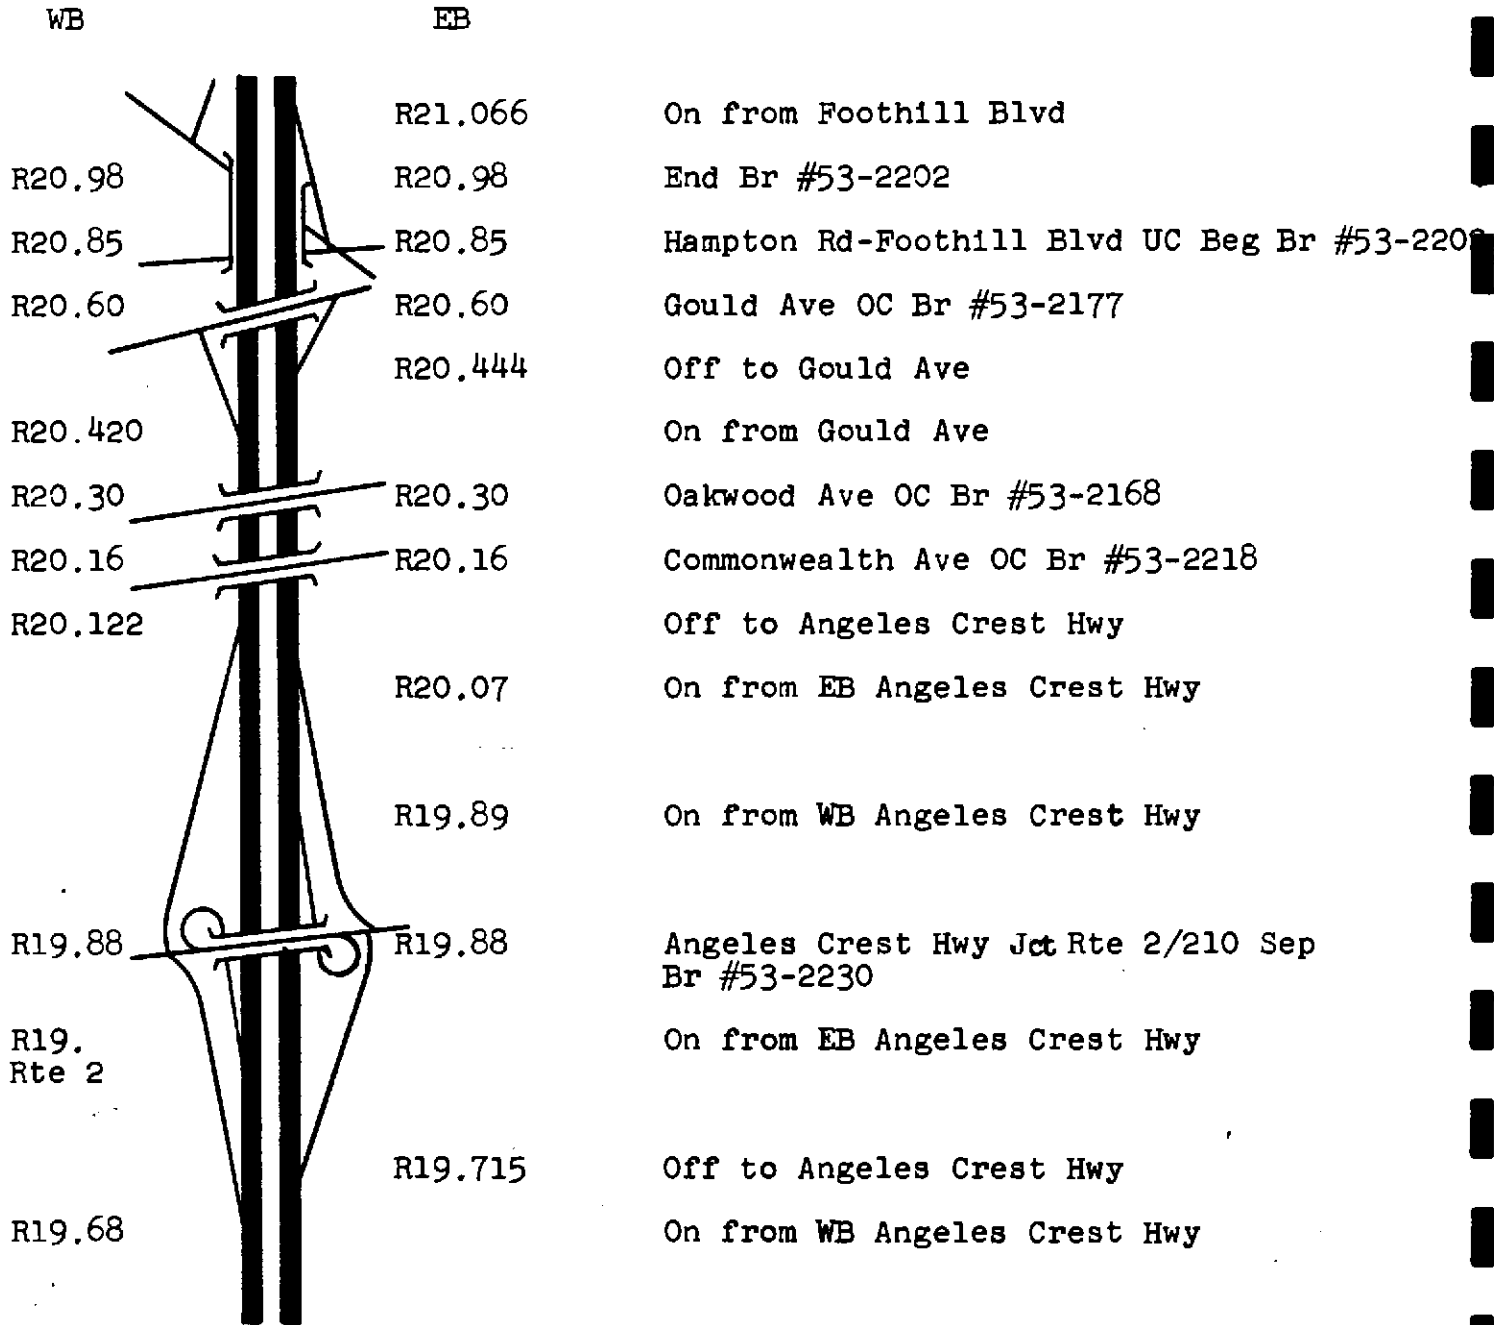 WB EB
R21.066 On from Foothill Blvd
R20.98 R20.98 End Br #53-2202
R20.85 R20.85 Hampton Rd-Foothill Blvd UC Beg Br #53-2202
R20.60 R20.60 Gould Ave OC Br #53-2177
R20.444 Off to Gould Ave
R20.420 On from Gould Ave
R20.30 R20.30 Oakwood Ave OC Br #53-2168
R20.16 R20.16 Commonwealth Ave OC Br #53-2218
R20.122 Off to Angeles Crest Hwy
R20.07 On from EB Angeles Crest Hwy
R19.89 On from WB Angeles Crest Hwy
R19.88 R19.88 Angeles Crest Hwy Jct Rte 2/210 Sep
Br #53-2230
R19. On from EB Angeles Crest Hwy
Rte 2
R19.715 Off to Angeles Crest Hwy
R19.68 On from WB Angeles Crest Hwy